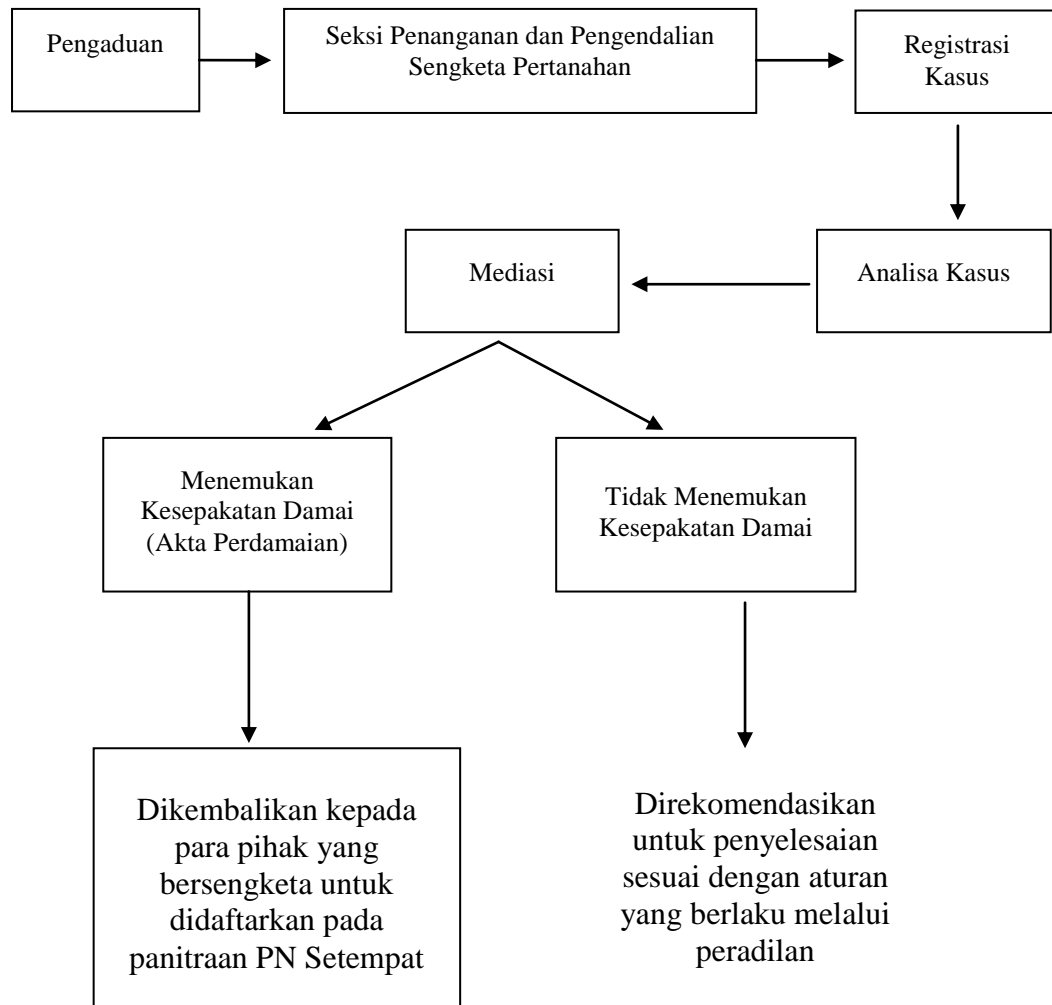 Pengaduan
Seksi Penanganan dan Pengendalian
Sengketa Pertanahan
Registrasi
Kasus
Mediasi
Analisa Kasus
Menemukan
Kesepakatan Damai
(Akta Perdamaian)
Tidak Menemukan
Kesepakatan Damai
Dikembalikan kepada
para pihak yang
bersengketa untuk
didaftarkan pada
panitraan PN Setempat
Direkomendasikan
untuk penyelesaian
sesuai dengan aturan
yang berlaku melalui
peradilan